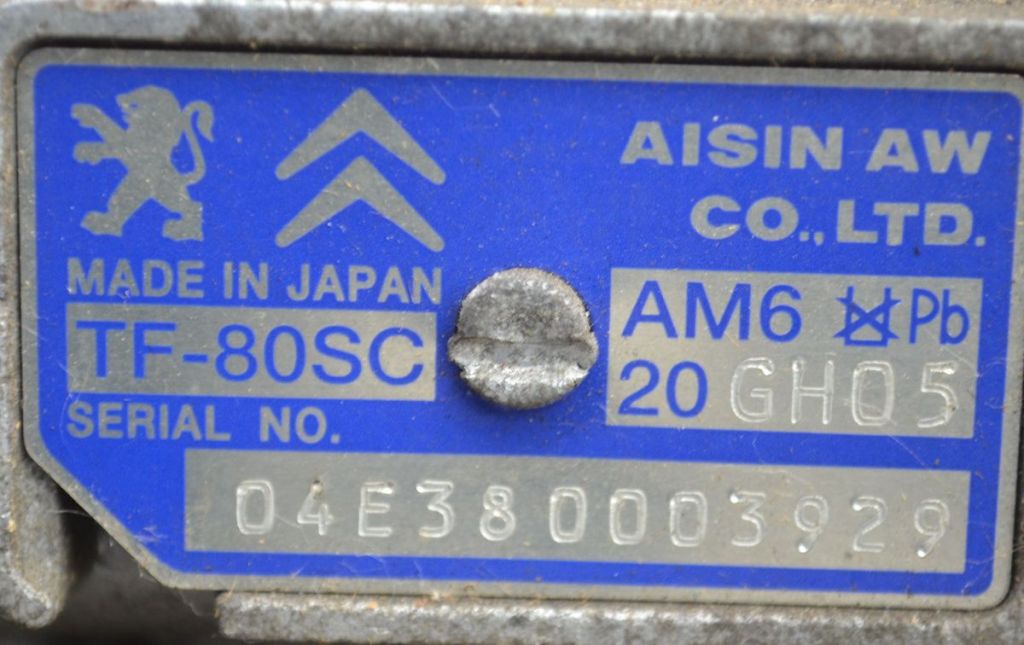 AISIN AW
CO., LTD.
MADE IN JAPAN
TF-80SC
AM6 Pb
20 GH05
SERIAL NO.
04E380003929